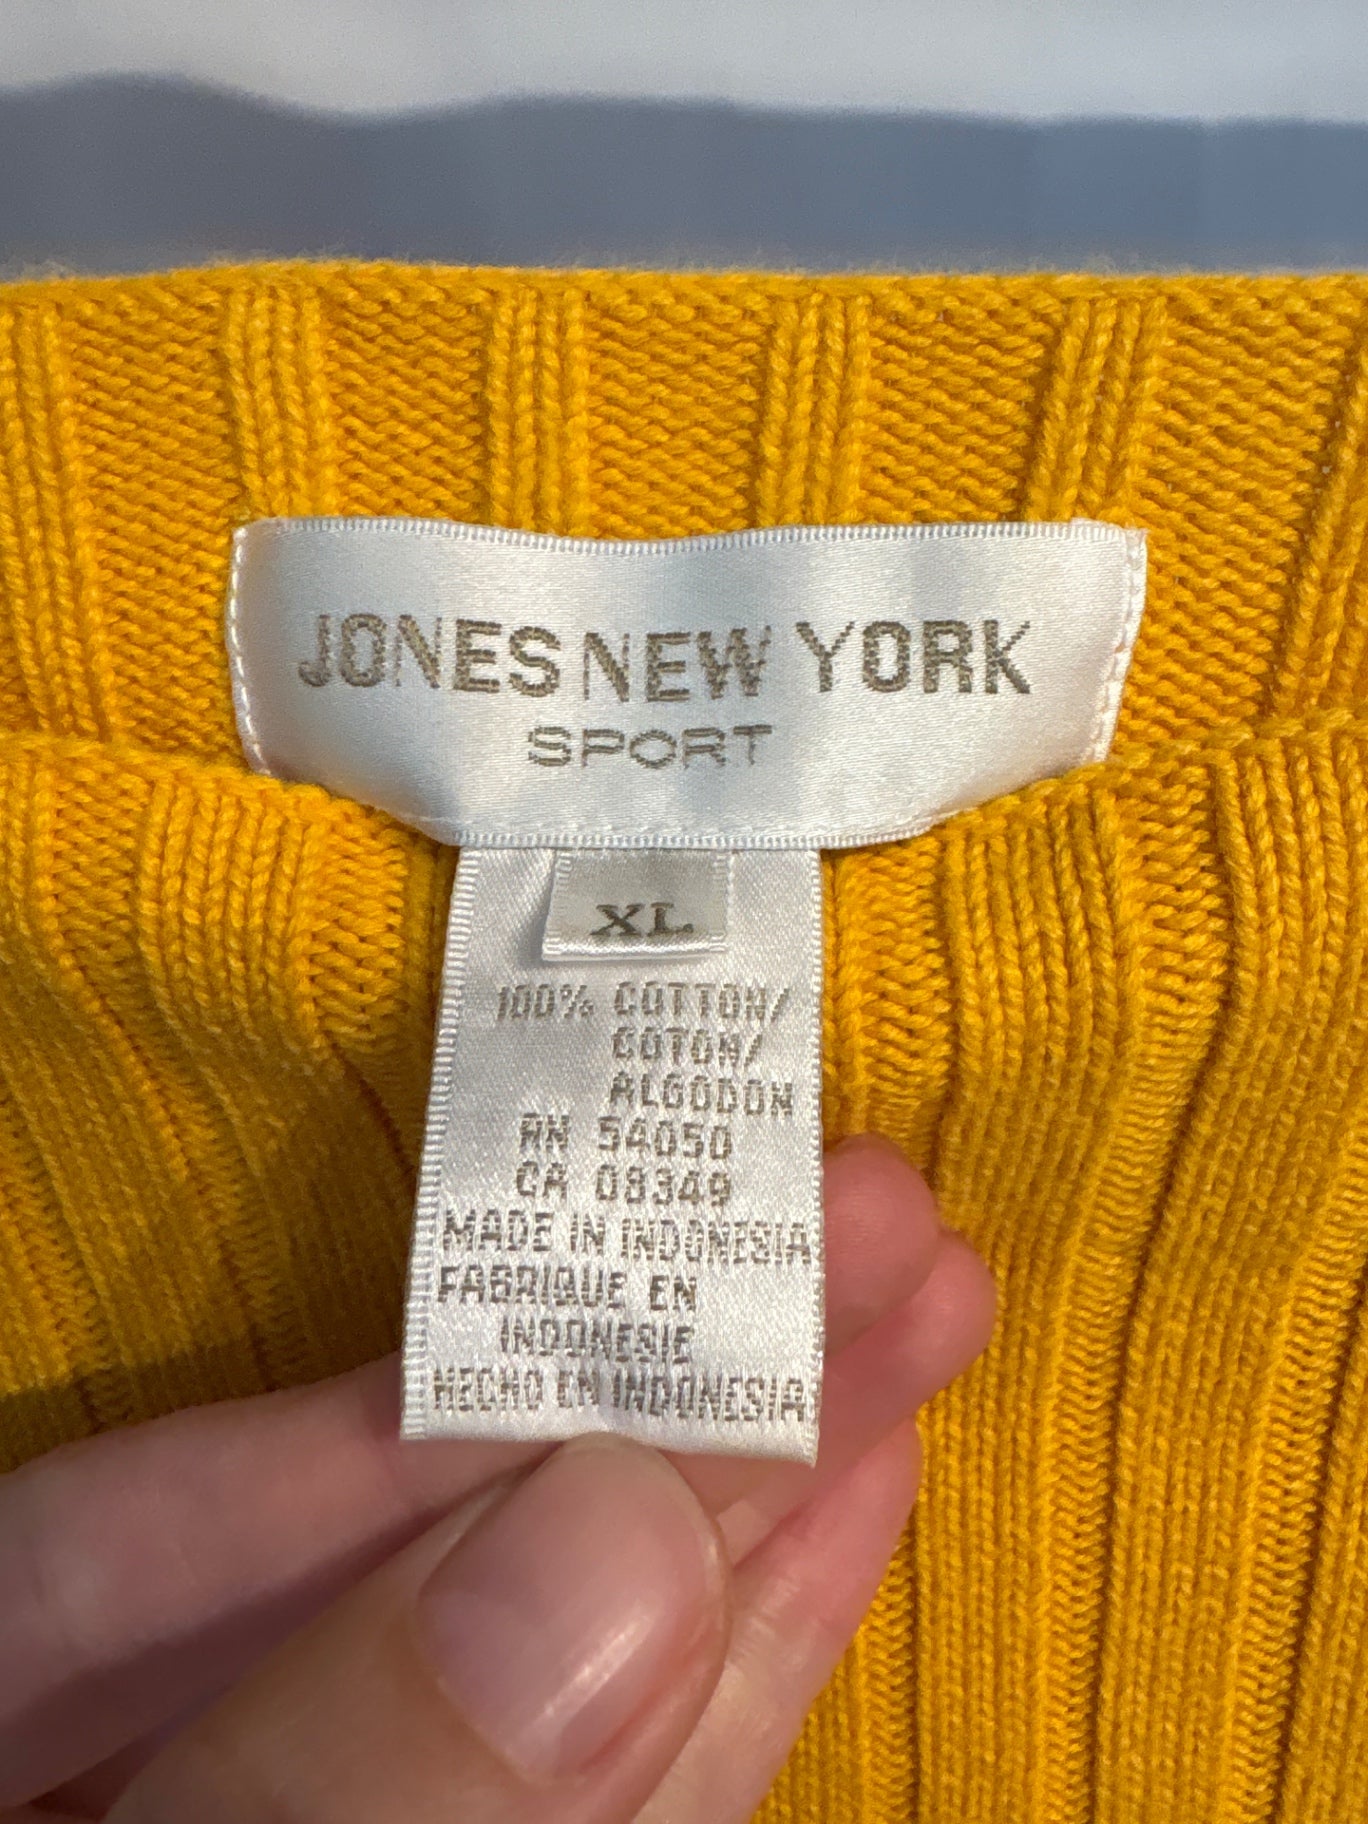 JONES NEW YORK
SPORT
XL
100% COTTON/
COTON/
ALGODON
RN 54050
CA 08349
MADE IN INDONESIA
FABRIQUE EN
INDONESIE
HECHO EN INDONESIA